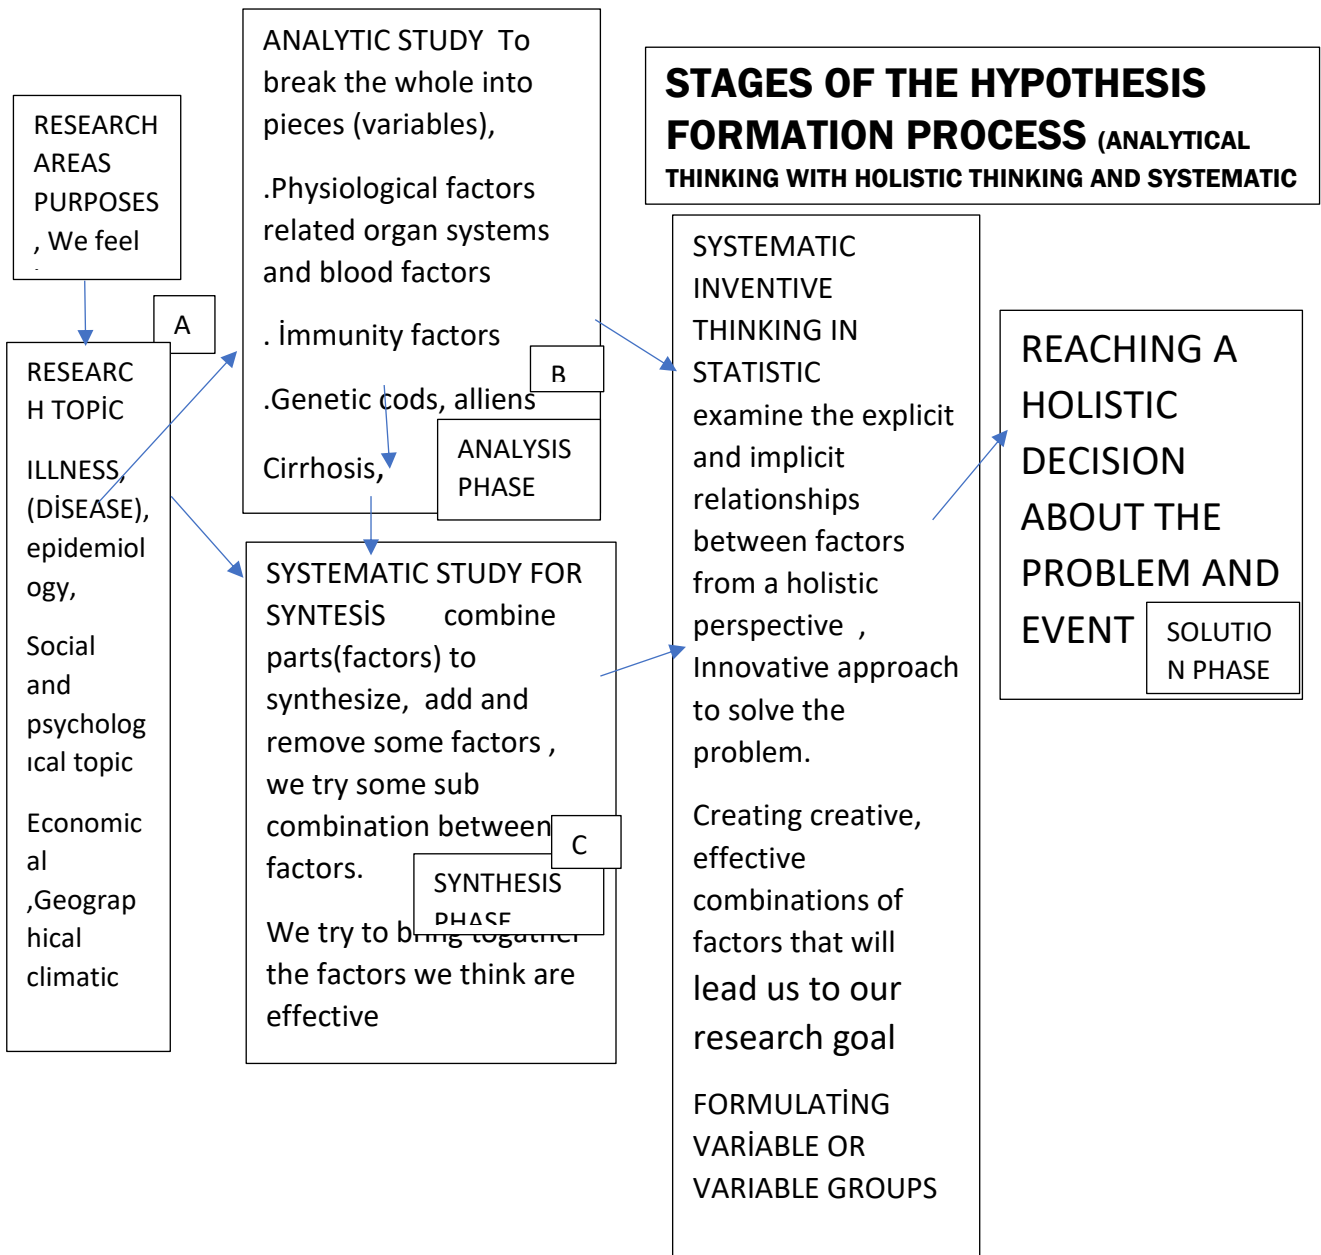 STAGES OF THE HYPOTHESIS
FORMATION PROCESS (ANALYTICAL
THINKING WITH HOLISTIC THINKING AND SYSTEMATIC
RESEARCH
AREAS
PURPOSES
, We feel
A
RESEARC
H TOPİC
ILLNESS,
(DİSEASE),
epidemiol
ogy,
Social
and
psycholog
ıcal topic
Economic
al
,Geograp
hical
climatic
ANALYTIC STUDY To
break the whole into
pieces (variables),
.Physiological factors
related organ systems
and blood factors
. İmmunity factors
B
.Genetic cods, alliens
Cirrhosis,
ANALYSIS
PHASE
SYSTEMATIC STUDY FOR
SYNTESİS combine
parts(factors) to
synthesize, add and
remove some factors ,
we try some sub
combination between
factors.
C
SYNTHESIS
PHASE
We try to bring togather
the factors we think are
effective
SYSTEMATIC
INVENTIVE
THINKING IN
STATISTIC
examine the explicit
and implicit
relationships
between factors
from a holistic
perspective ,
Innovative approach
to solve the
problem.
Creating creative,
effective
combinations of
factors that will
lead us to our
research goal
FORMULATİNG
VARİABLE OR
VARIABLE GROUPS
REACHING A
HOLISTIC
DECISION
ABOUT THE
PROBLEM AND
EVENT
SOLUTIO
N PHASE